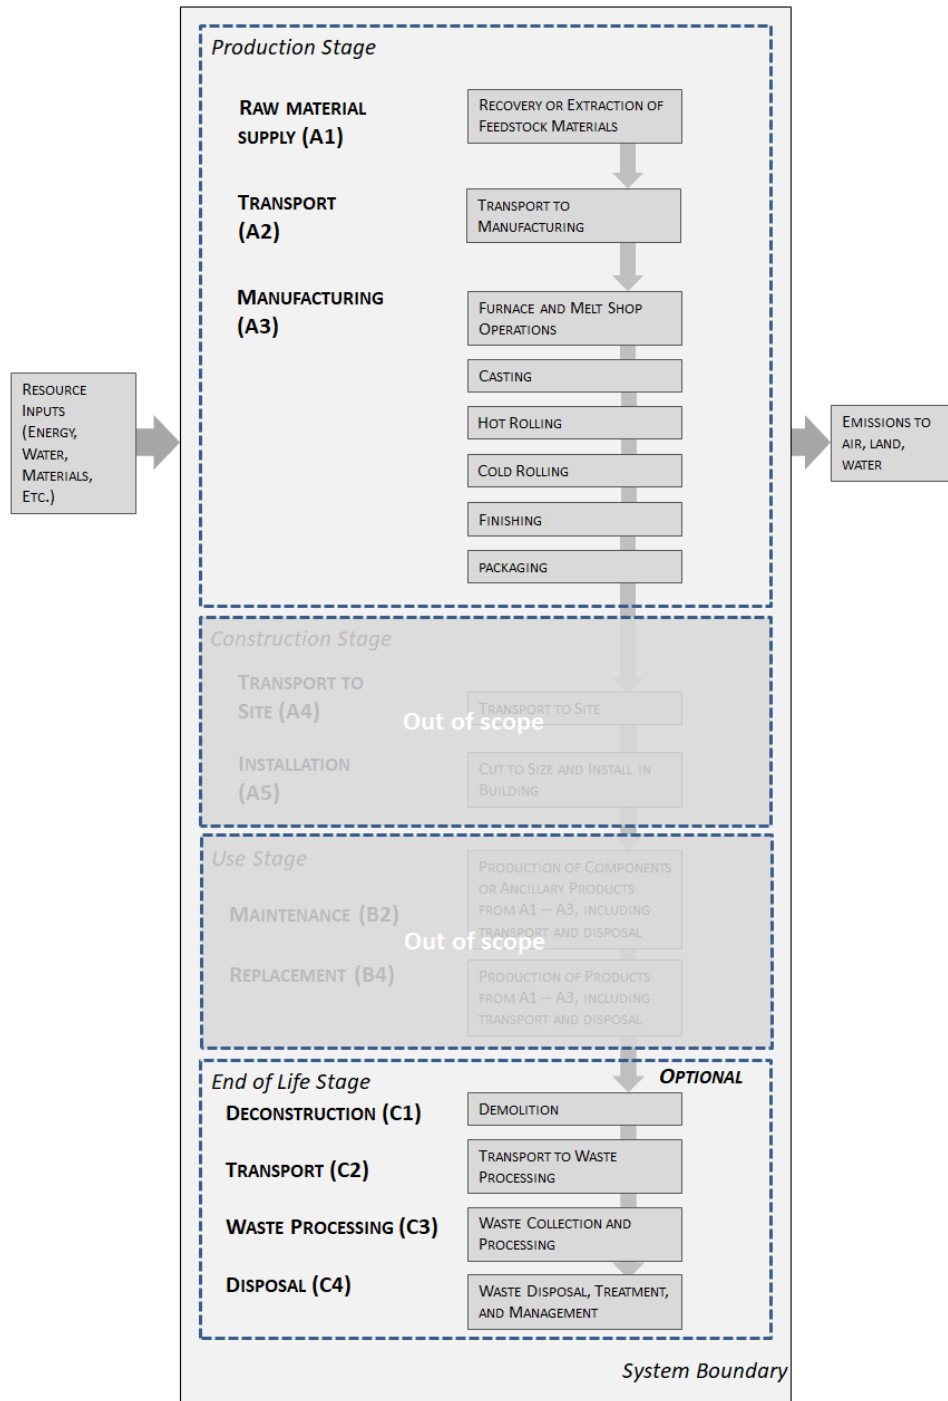 Production Stage
Raw material
supply (A1)
Recovery or Extraction of
Feedstock Materials
Transport
(A2)
Transport to
Manufacturing
Manufacturing
(A3)
Furnace and Melt Shop
Operations
Casting
Hot Rolling
Cold Rolling
Finishing
packaging
Resource
Inputs
(Energy,
Water,
Materials,
Etc.)
Emissions to
air, land,
water
Construction Stage
Transport to
Site (A4)
Transport to Site
Out of scope
Installation
(A5)
Cut to Size and Install in
Building
Use Stage
Maintenance (B2)
Production of Components
or Ancillary Products
from A1 – A3, including
transport and disposal
Out of scope
Replacement (B4)
Production of Products
from A1 – A3, including
transport and disposal
End of Life Stage
Optional
Deconstruction (C1)
Demolition
Transport (C2)
Transport to Waste
Processing
Waste Processing (C3)
Waste Collection and
Processing
Disposal (C4)
Waste Disposal, Treatment,
and Management
System Boundary